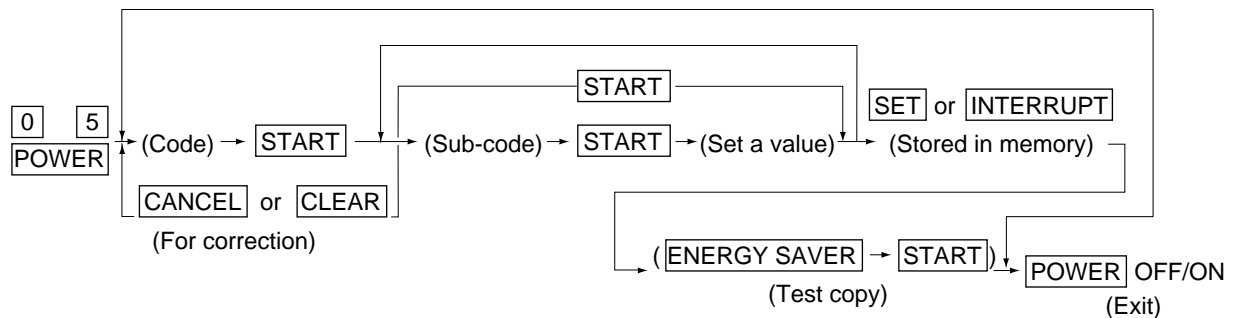 START
0 5 SET or INTERRUPT
POWER (Code) START (Sub-code) START (Set a value) (Stored in memory)
CANCEL or CLEAR
(For correction)
( ENERGY SAVER START ) POWER OFF/ON
(Test copy) (Exit)